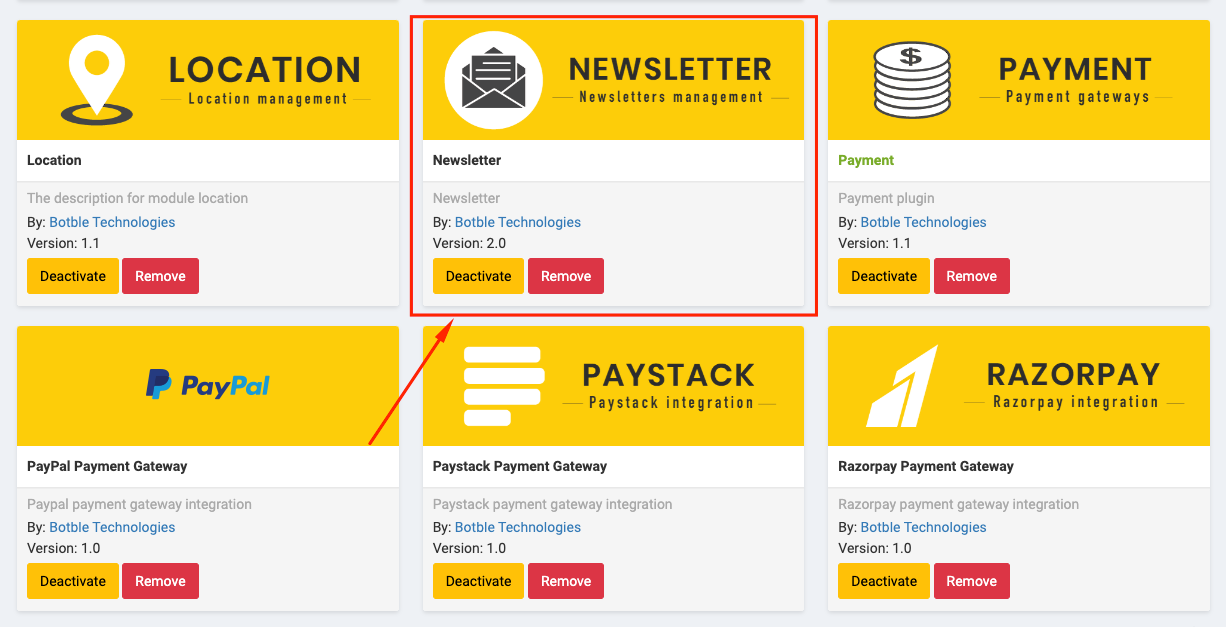 LOCATION
Location management
Location
The description for module location
By: Botble Technologies
Version: 1.1
Deactivate Remove
NEWSLETTER
Newsletters management
Newsletter
Newsletter
By: Botble Technologies
Version: 2.0
Deactivate Remove
$
PAYMENT
Payment gateways
Payment
Payment plugin
By: Botble Technologies
Version: 1.1
Deactivate Remove
PayPal
PayPal Payment Gateway
Paypal payment gateway integration
By: Botble Technologies
Version: 1.0
Deactivate Remove
PAYSTACK
Paystack integration
Paystack Payment Gateway
Paystack payment gateway integration
By: Botble Technologies
Version: 1.0
Deactivate Remove
RAZORPAY
Razorpay integration
Razorpay Payment Gateway
Razorpay payment gateway integration
By: Botble Technologies
Version: 1.0
Deactivate Remove